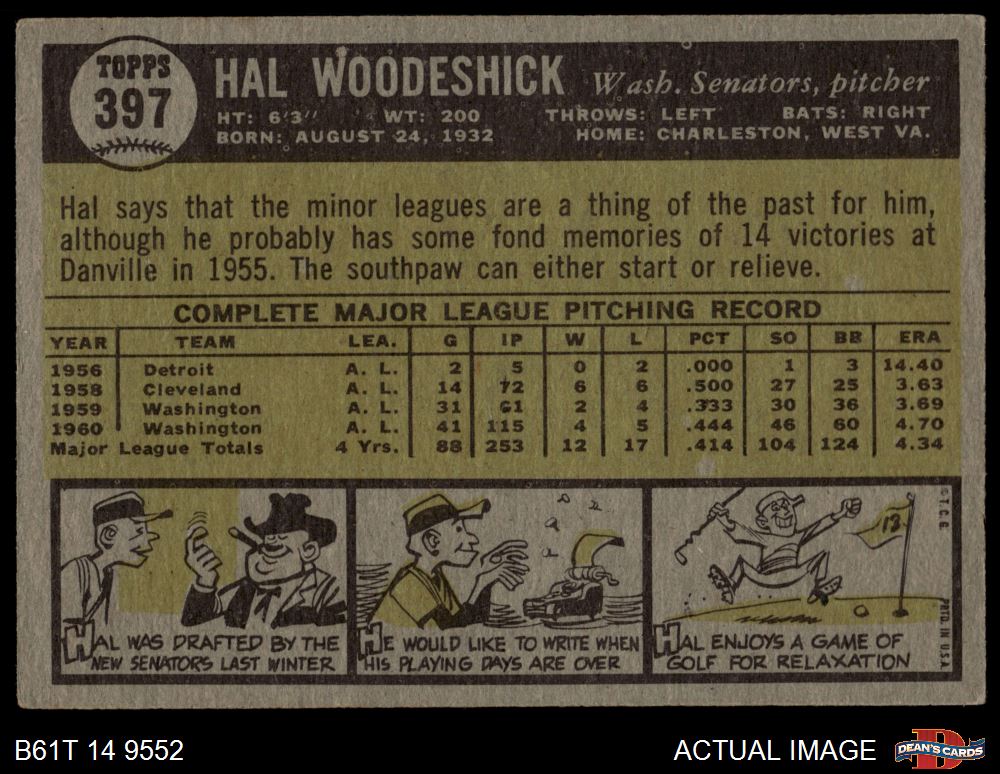 TOPPS
397
HAL WOODESHICK Wash. Senators, pitcher
HT: 6'3" WT: 200 THROWS: LEFT BATS: RIGHT
BORN: AUGUST 24, 1932 HOME: CHARLESTON, WEST VA.
Hal says that the minor leagues are a thing of the past for him,
although he probably has some fond memories of 14 victories at
Danville in 1955. The southpaw can either start or relieve.
COMPLETE MAJOR LEAGUE PITCHING RECORD
YEAR TEAM LEA. G IP W L PCT SO BB ERA
1956 Detroit A. L. 2 5 0 2 .000 1 3 14.40
1958 Cleveland A. L. 14 72 6 6 .500 27 25 3.63
1959 Washington A. L. 31 61 2 4 .333 30 36 3.69
1960 Washington A. L. 41 115 4 5 .444 46 60 4.70
Major League Totals 4 Yrs. 88 253 12 17 .414 104 124 4.34
HAL WAS DRAFTED BY THE
NEW SENATORS LAST WINTER
HE WOULD LIKE TO WRITE WHEN
HIS PLAYING DAYS ARE OVER
13
HAL ENJOYS A GAME OF
GOLF FOR RELAXATION
© T.C.G.
PRTD. IN U.S.A.
B61T 14 9552
ACTUAL IMAGE
D
DEAN'S CARDS